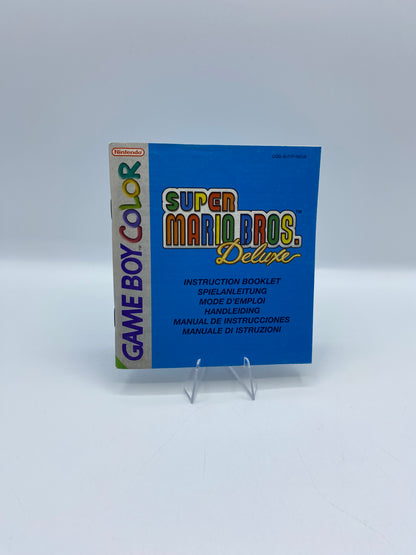 Nintendo
GAME BOY COLOR
SUPER
MARIO BROS.™
Deluxe
INSTRUCTION BOOKLET
SPIELANLEITUNG
MODE D'EMPLOI
HANDLEIDING
MANUAL DE INSTRUCCIONES
MANUALE DI ISTRUZIONI